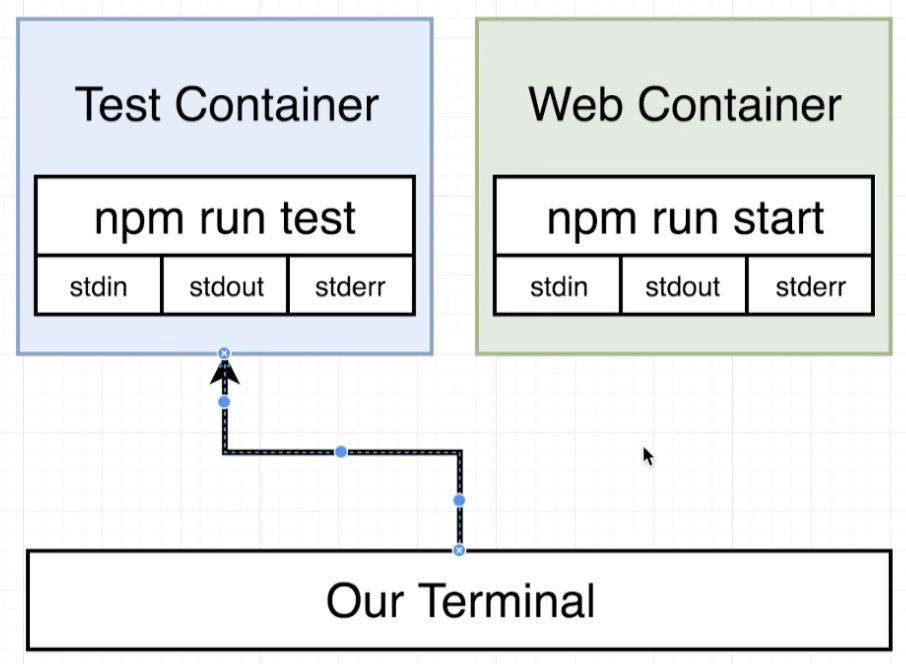 Test Container
npm run test
stdin stdout stderr
Web Container
npm run start
stdin stdout stderr
Our Terminal